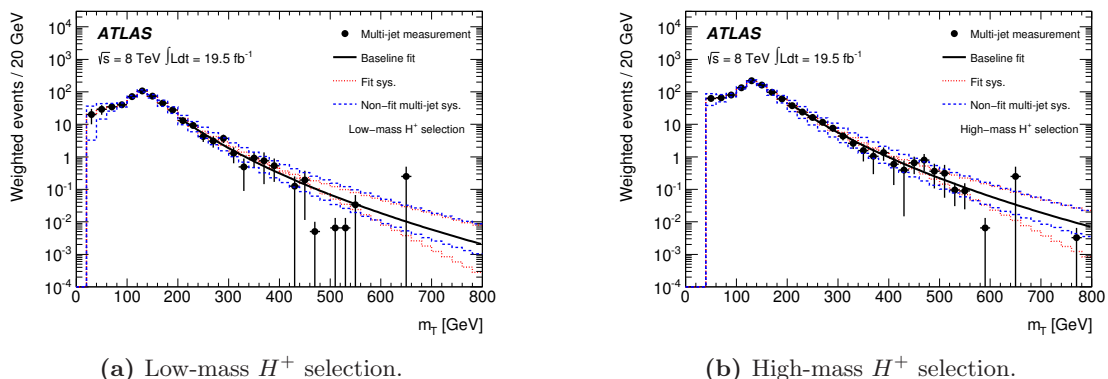 Weighted events / 20 GeV
10⁴
10³
10²
10
1
10⁻¹
10⁻²
10⁻³
10⁻⁴
ATLAS
√s = 8 TeV ∫Ldt = 19.5 fb⁻¹
Multi-jet measurement
Baseline fit
Fit sys.
Non-fit multi-jet sys.
Low-mass H⁺ selection
0 100 200 300 400 500 600 700 800
m_T [GeV]
(a) Low-mass H⁺ selection.
Weighted events / 20 GeV
10⁴
10³
10²
10
1
10⁻¹
10⁻²
10⁻³
10⁻⁴
ATLAS
√s = 8 TeV ∫Ldt = 19.5 fb⁻¹
Multi-jet measurement
Baseline fit
Fit sys.
Non-fit multi-jet sys.
High-mass H⁺ selection
0 100 200 300 400 500 600 700 800
m_T [GeV]
(b) High-mass H⁺ selection.